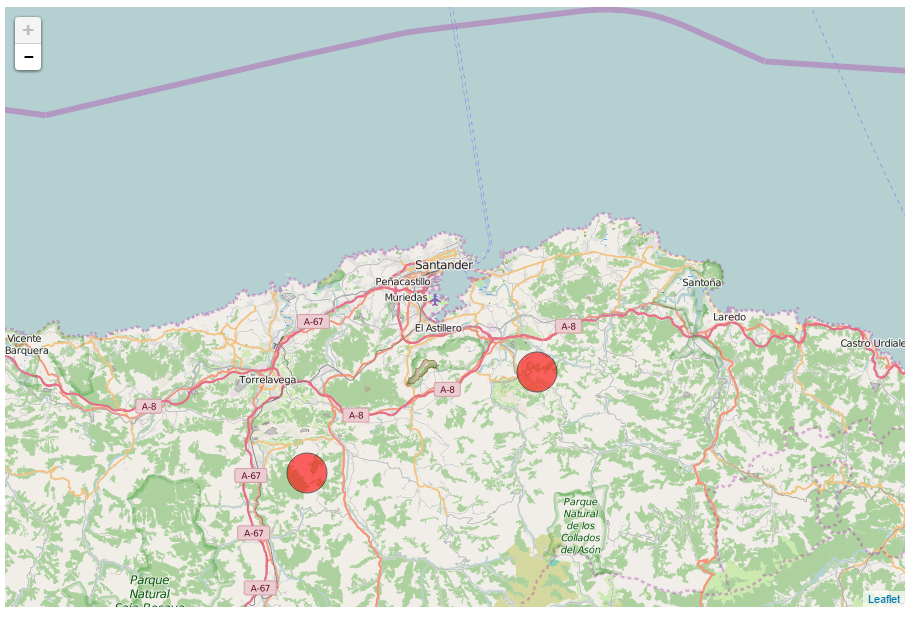 +
−
Santander
Peñacastillo
Muriedas
Santoña
A-67
El Astillero
A-8
Laredo
Vicente
Barquera
Castro Urdiale
Torrelavega
A-8
A-8
A-8
A-67
Parque
Natural
de los
Collados
del Asón
A-67
Parque
Natural
Saja-Besaya
A-67
Leaflet